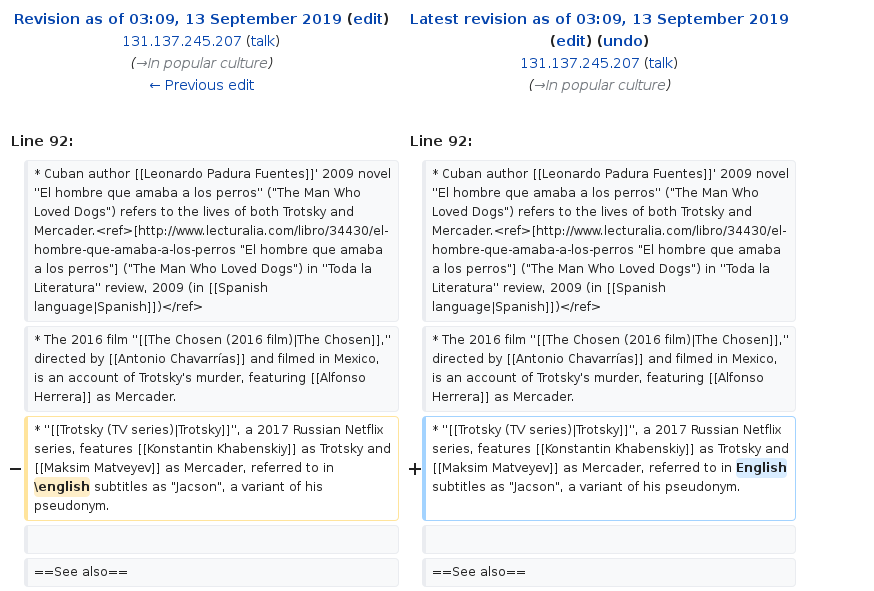 Revision as of 03:09, 13 September 2019 (edit)
131.137.245.207 (talk)
(→In popular culture)
← Previous edit
Latest revision as of 03:09, 13 September 2019
(edit) (undo)
131.137.245.207 (talk)
(→In popular culture)
Line 92:
Line 92:
* Cuban author [[Leonardo Padura Fuentes]]' 2009 novel
''El hombre que amaba a los perros'' ("The Man Who
Loved Dogs") refers to the lives of both Trotsky and
Mercader.<ref>[http://www.lecturalia.com/libro/34430/el-
hombre-que-amaba-a-los-perros "El hombre que amaba
a los perros"] ("The Man Who Loved Dogs") in ''Toda la
Literatura'' review, 2009 (in [[Spanish
language|Spanish]])</ref>
* Cuban author [[Leonardo Padura Fuentes]]' 2009 novel
''El hombre que amaba a los perros'' ("The Man Who
Loved Dogs") refers to the lives of both Trotsky and
Mercader.<ref>[http://www.lecturalia.com/libro/34430/el-
hombre-que-amaba-a-los-perros "El hombre que amaba
a los perros"] ("The Man Who Loved Dogs") in ''Toda la
Literatura'' review, 2009 (in [[Spanish
language|Spanish]])</ref>
* The 2016 film ''[[The Chosen (2016 film)|The Chosen]],''
directed by [[Antonio Chavarrías]] and filmed in Mexico,
is an account of Trotsky's murder, featuring [[Alfonso
Herrera]] as Mercader.
* The 2016 film ''[[The Chosen (2016 film)|The Chosen]],''
directed by [[Antonio Chavarrías]] and filmed in Mexico,
is an account of Trotsky's murder, featuring [[Alfonso
Herrera]] as Mercader.
− * ''[[Trotsky (TV series)|Trotsky]]'', a 2017 Russian Netflix
series, features [[Konstantin Khabenskiy]] as Trotsky and
[[Maksim Matveyev]] as Mercader, referred to in
\english subtitles as "Jacson", a variant of his
pseudonym.
+ * ''[[Trotsky (TV series)|Trotsky]]'', a 2017 Russian Netflix
series, features [[Konstantin Khabenskiy]] as Trotsky and
[[Maksim Matveyev]] as Mercader, referred to in English
subtitles as "Jacson", a variant of his pseudonym.
==See also==
==See also==